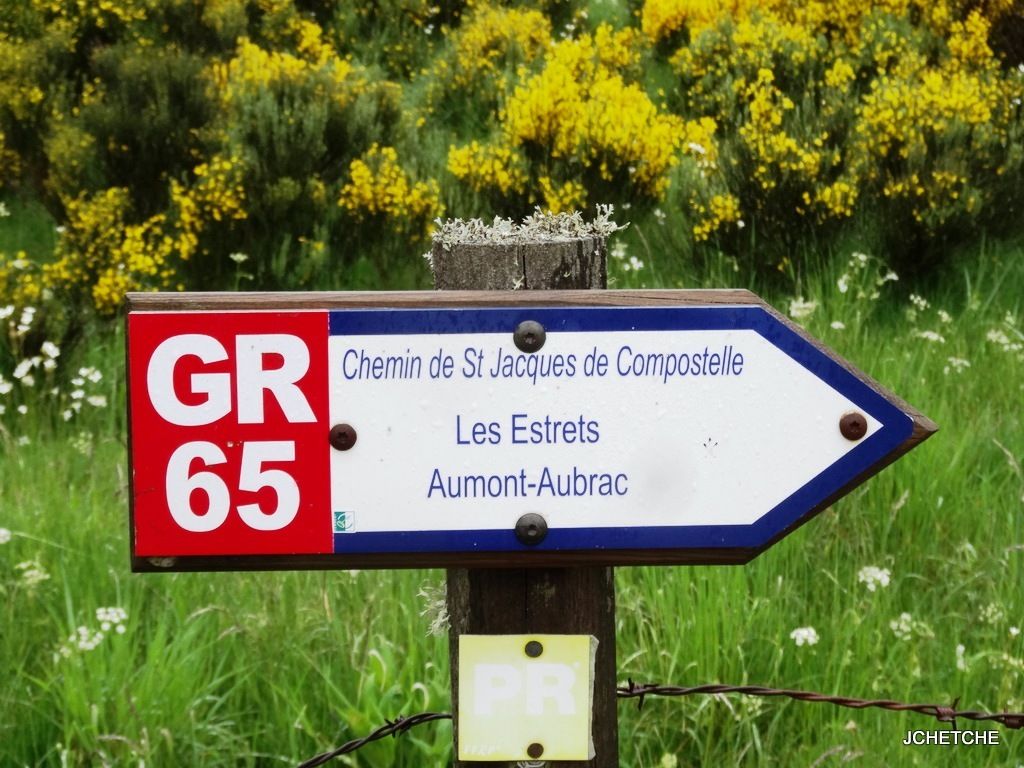 GR
65
Chemin de St Jacques de Compostelle
Les Estrets
Aumont-Aubrac
PR
JCHETCHE